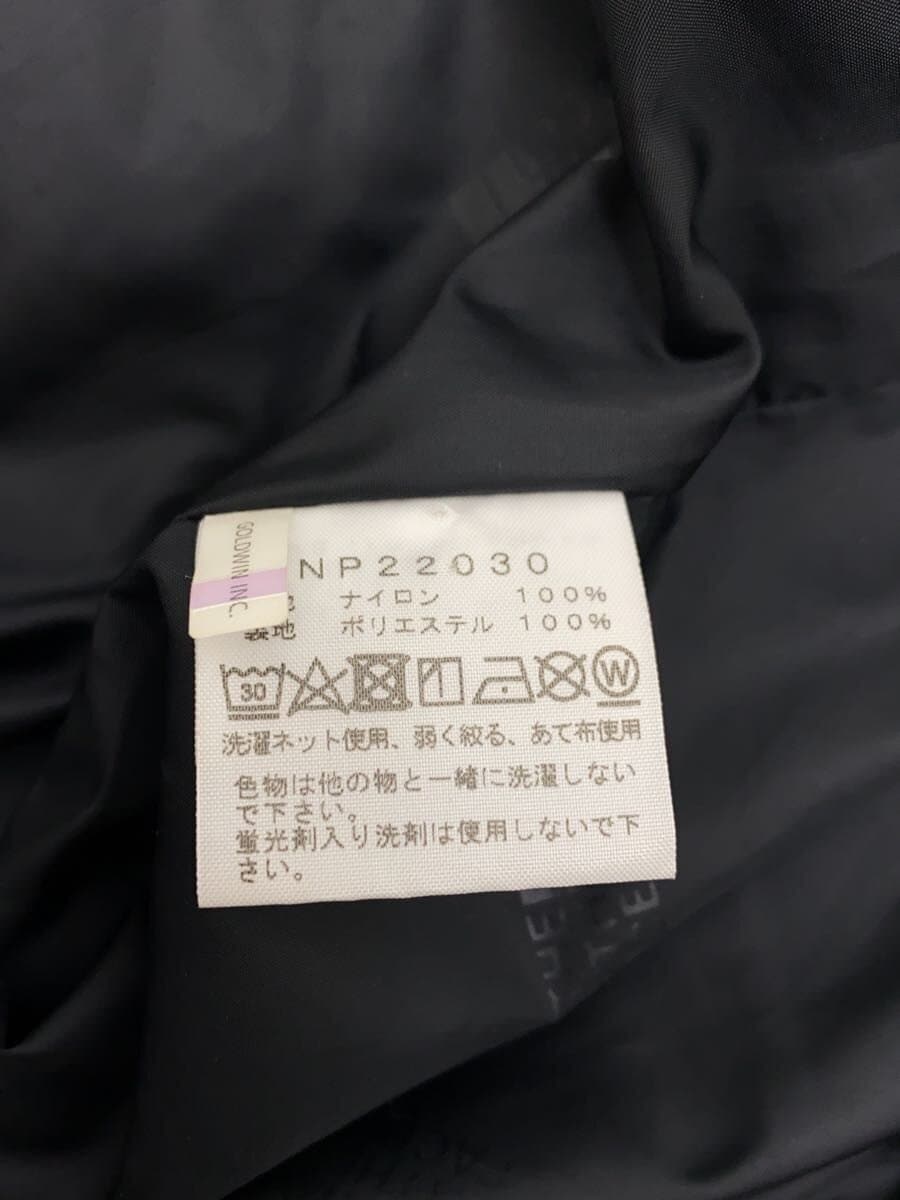 GOLDWIN INC.
NP22030
地 ナイロン 100%
裏地 ポリエステル 100%
30 W
洗濯ネット使用、弱く絞る、あて布使用
色物は他の物と一緒に洗濯しない
で下さい。
蛍光剤入り洗剤は使用しないで下
さい。